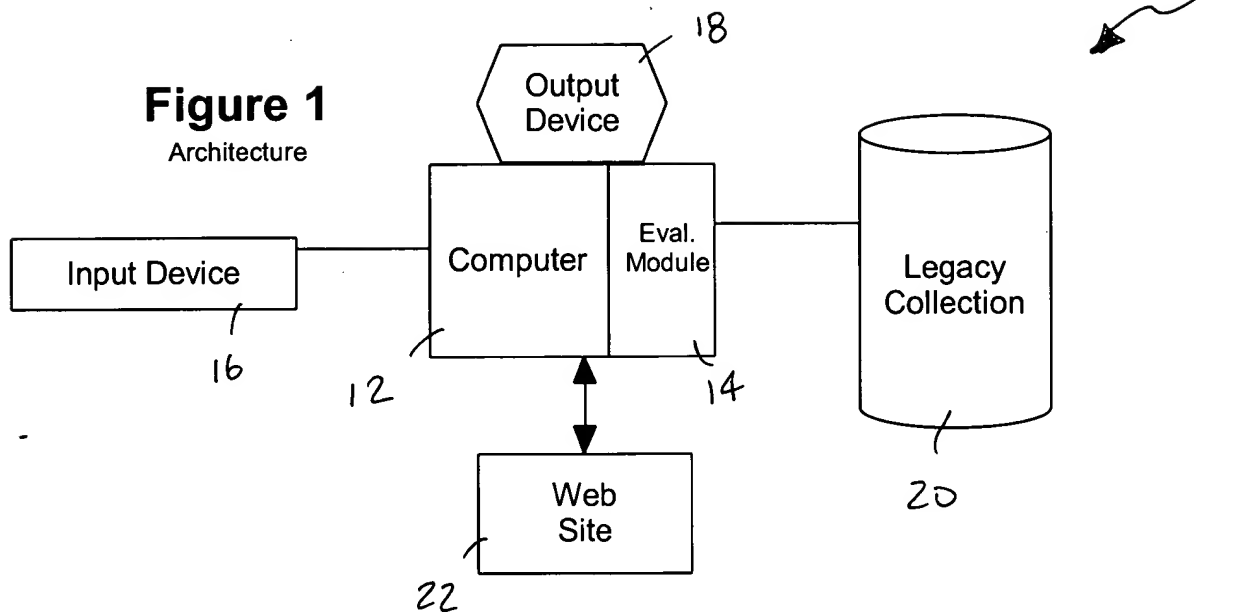 18
Output
Device
Figure 1
Architecture
Input Device
Computer
Eval.
Module
Legacy
Collection
16
12
14
20
Web
Site
22